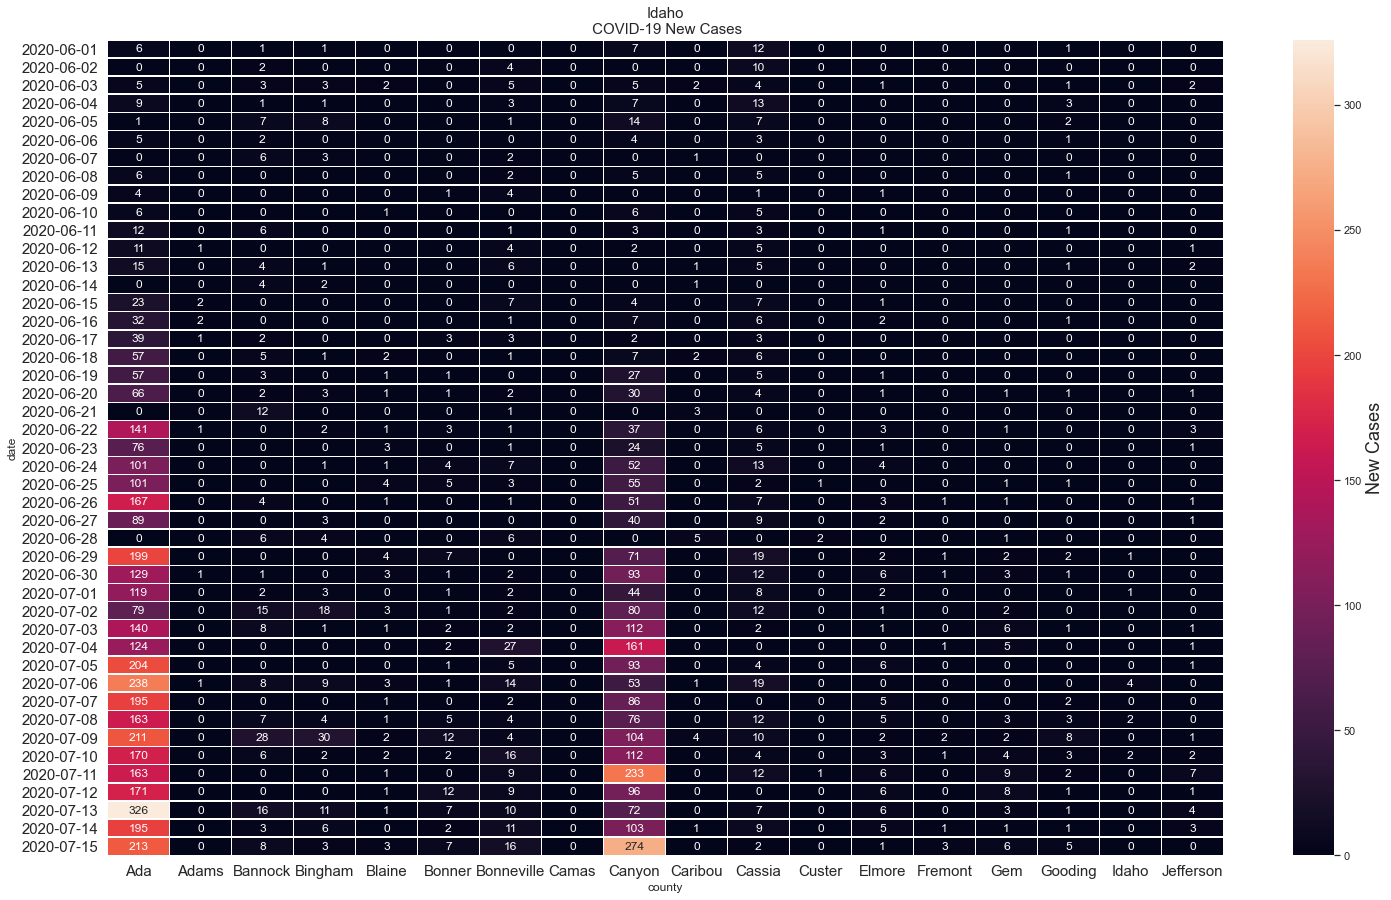 Idaho
COVID-19 New Cases
2020-06-01 6 0 1 1 0 0 0 0 7 0 12 0 0 0 0 1 0 0
2020-06-02 0 0 2 0 0 0 4 0 0 0 10 0 0 0 0 0 0 0
2020-06-03 5 0 3 3 2 0 5 0 5 2 4 0 1 0 0 1 0 2
2020-06-04 9 0 1 1 0 0 3 0 7 0 13 0 0 0 0 3 0 0
2020-06-05 1 0 7 8 0 0 1 0 14 0 7 0 0 0 0 2 0 0
2020-06-06 5 0 2 0 0 0 0 0 4 0 3 0 0 0 0 1 0 0
2020-06-07 0 0 6 3 0 0 2 0 0 1 0 0 0 0 0 0 0 0
2020-06-08 6 0 0 0 0 0 2 0 5 0 5 0 0 0 0 1 0 0
2020-06-09 4 0 0 0 0 1 4 0 0 0 1 0 1 0 0 0 0 0
2020-06-10 6 0 0 0 1 0 0 0 6 0 5 0 0 0 0 0 0 0
2020-06-11 12 0 6 0 0 0 1 0 3 0 3 0 1 0 0 1 0 0
2020-06-12 11 1 0 0 0 0 4 0 2 0 5 0 0 0 0 0 0 1
2020-06-13 15 0 4 1 0 0 6 0 0 1 5 0 0 0 0 1 0 2
2020-06-14 0 0 4 2 0 0 0 0 0 1 0 0 0 0 0 0 0 0
2020-06-15 23 2 0 0 0 0 7 0 4 0 7 0 1 0 0 0 0 0
2020-06-16 32 2 0 0 0 0 1 0 7 0 6 0 2 0 0 1 0 0
2020-06-17 39 1 2 0 0 3 3 0 2 0 3 0 0 0 0 0 0 0
2020-06-18 57 0 5 1 2 0 1 0 7 2 6 0 0 0 0 0 0 0
2020-06-19 57 0 3 0 1 1 0 0 27 0 5 0 1 0 0 0 0 0
2020-06-20 66 0 2 3 1 1 2 0 30 0 4 0 1 0 1 1 0 1
2020-06-21 0 0 12 0 0 0 1 0 0 3 0 0 0 0 0 0 0 0
2020-06-22 141 1 0 2 1 3 1 0 37 0 6 0 3 0 1 0 0 3
2020-06-23 76 0 0 0 3 0 1 0 24 0 5 0 1 0 0 0 0 1
2020-06-24 101 0 0 1 1 4 7 0 52 0 13 0 4 0 0 0 0 0
2020-06-25 101 0 0 0 4 5 3 0 55 0 2 1 0 0 1 1 0 0
2020-06-26 167 0 4 0 1 0 1 0 51 0 7 0 3 1 1 0 0 1
2020-06-27 89 0 0 3 0 0 0 0 40 0 9 0 2 0 0 0 0 1
2020-06-28 0 0 6 4 0 0 6 0 0 5 0 2 0 0 1 0 0 0
2020-06-29 199 0 0 0 4 7 0 0 71 0 19 0 2 1 2 2 1 0
2020-06-30 129 1 1 0 3 1 2 0 93 0 12 0 6 1 3 1 0 0
2020-07-01 119 0 2 3 0 1 2 0 44 0 8 0 2 0 0 0 1 0
2020-07-02 79 0 15 18 3 1 2 0 80 0 12 0 1 0 2 0 0 0
2020-07-03 140 0 8 1 1 2 2 0 112 0 2 0 1 0 6 1 0 1
2020-07-04 124 0 0 0 0 2 27 0 161 0 0 0 0 1 5 0 0 1
2020-07-05 204 0 0 0 0 1 5 0 93 0 4 0 6 0 0 0 0 1
2020-07-06 238 1 8 9 3 1 14 0 53 1 19 0 0 0 0 0 4 0
2020-07-07 195 0 0 0 1 0 2 0 86 0 0 0 5 0 0 2 0 0
2020-07-08 163 0 7 4 1 5 4 0 76 0 12 0 5 0 3 3 2 0
2020-07-09 211 0 28 30 2 12 4 0 104 4 10 0 2 2 2 8 0 1
2020-07-10 170 0 6 2 2 2 16 0 112 0 4 0 3 1 4 3 2 2
2020-07-11 163 0 0 0 1 0 9 0 233 0 12 1 6 0 9 2 0 7
2020-07-12 171 0 0 0 1 12 9 0 96 0 0 0 6 0 8 1 0 1
2020-07-13 326 0 16 11 1 7 10 0 72 0 7 0 6 0 3 1 0 4
2020-07-14 195 0 3 6 0 2 11 0 103 1 9 0 5 1 1 1 0 3
2020-07-15 213 0 8 3 3 7 16 0 274 0 2 0 1 3 6 5 0 0
Ada Adams Bannock Bingham Blaine Bonner Bonneville Camas Canyon Caribou Cassia Custer Elmore Fremont Gem Gooding Idaho Jefferson
county
date
300
250
200
150
100
50
0
New Cases